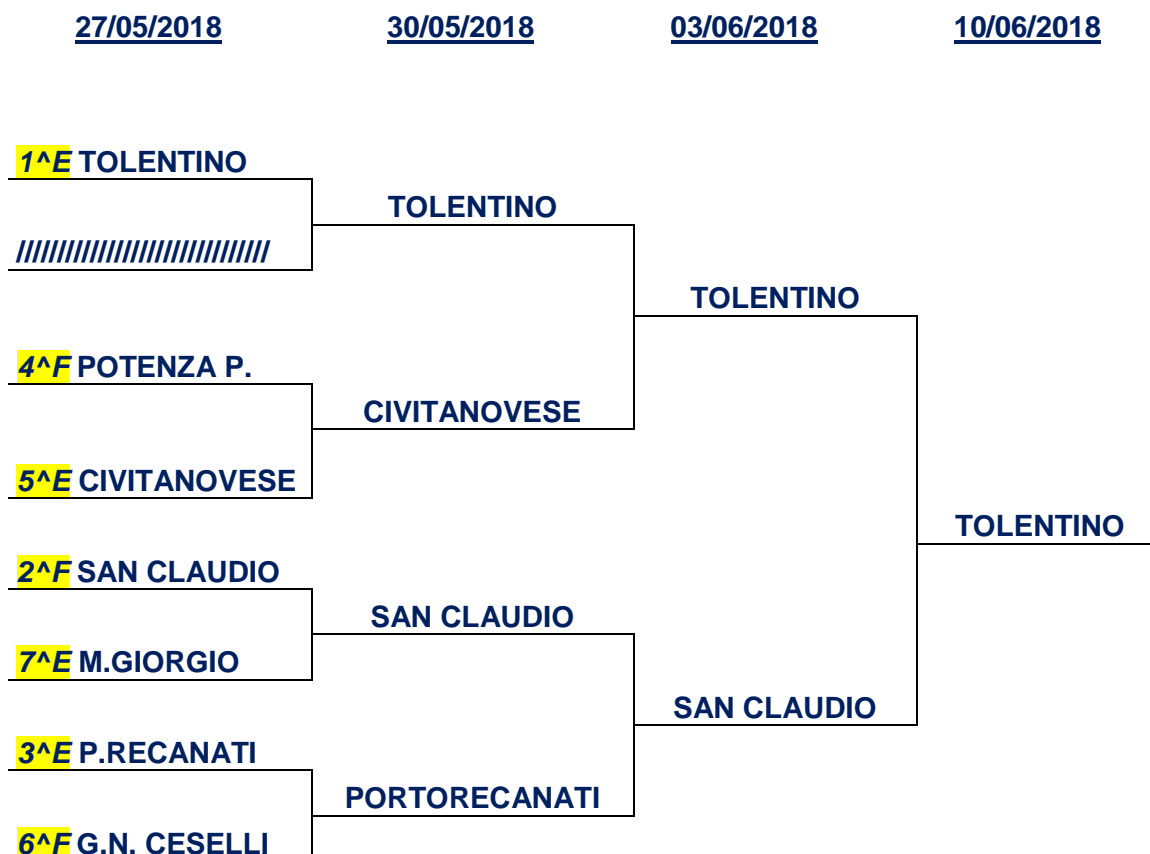 27/05/2018 30/05/2018 03/06/2018 10/06/2018
1^E TOLENTINO
TOLENTINO
///////////////////////////////
TOLENTINO
4^F POTENZA P.
CIVITANOVESE
5^E CIVITANOVESE
TOLENTINO
2^F SAN CLAUDIO
SAN CLAUDIO
7^E M.GIORGIO
SAN CLAUDIO
3^E P.RECANATI
PORTORECANATI
6^F G.N. CESELLI